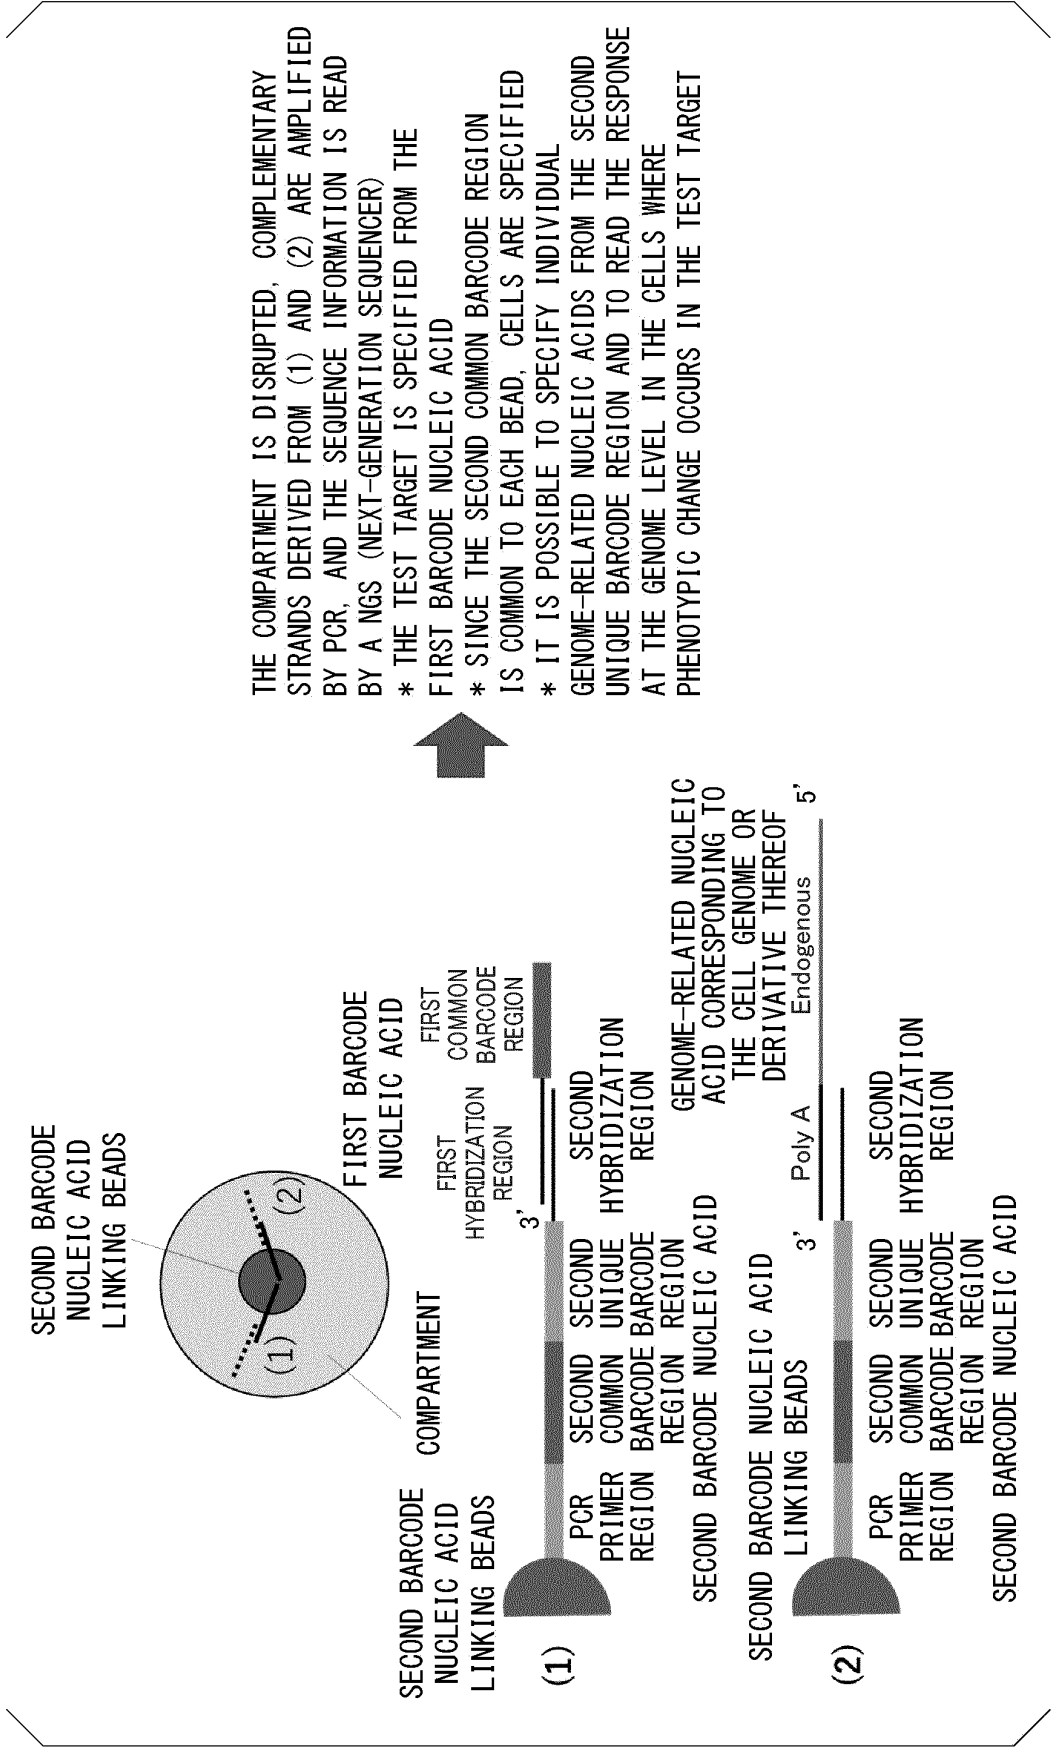 SECOND BARCODE
NUCLEIC ACID
LINKING BEADS
(1)
(2)
COMPARTMENT
SECOND BARCODE
NUCLEIC ACID
LINKING BEADS
FIRST BARCODE
NUCLEIC ACID
FIRST
HYBRIDIZATION
REGION
FIRST
COMMON
BARCODE
REGION
3'
(1)
PCR
PRIMER
REGION
SECOND
COMMON
BARCODE
REGION
SECOND
UNIQUE
BARCODE
REGION
SECOND
HYBRIDIZATION
REGION
SECOND BARCODE NUCLEIC ACID
SECOND BARCODE NUCLEIC ACID
LINKING BEADS
GENOME-RELATED NUCLEIC
ACID CORRESPONDING TO
THE CELL GENOME OR
DERIVATIVE THEREOF
3'
Poly A
Endogenous
5'
(2)
PCR
PRIMER
REGION
SECOND
COMMON
BARCODE
REGION
SECOND
UNIQUE
BARCODE
REGION
SECOND
HYBRIDIZATION
REGION
SECOND BARCODE NUCLEIC ACID
THE COMPARTMENT IS DISRUPTED, COMPLEMENTARY
STRANDS DERIVED FROM (1) AND (2) ARE AMPLIFIED
BY PCR, AND THE SEQUENCE INFORMATION IS READ
BY A NGS (NEXT-GENERATION SEQUENCER)
* THE TEST TARGET IS SPECIFIED FROM THE
FIRST BARCODE NUCLEIC ACID
* SINCE THE SECOND COMMON BARCODE REGION
IS COMMON TO EACH BEAD, CELLS ARE SPECIFIED
* IT IS POSSIBLE TO SPECIFY INDIVIDUAL
GENOME-RELATED NUCLEIC ACIDS FROM THE SECOND
UNIQUE BARCODE REGION AND TO READ THE RESPONSE
AT THE GENOME LEVEL IN THE CELLS WHERE
PHENOTYPIC CHANGE OCCURS IN THE TEST TARGET